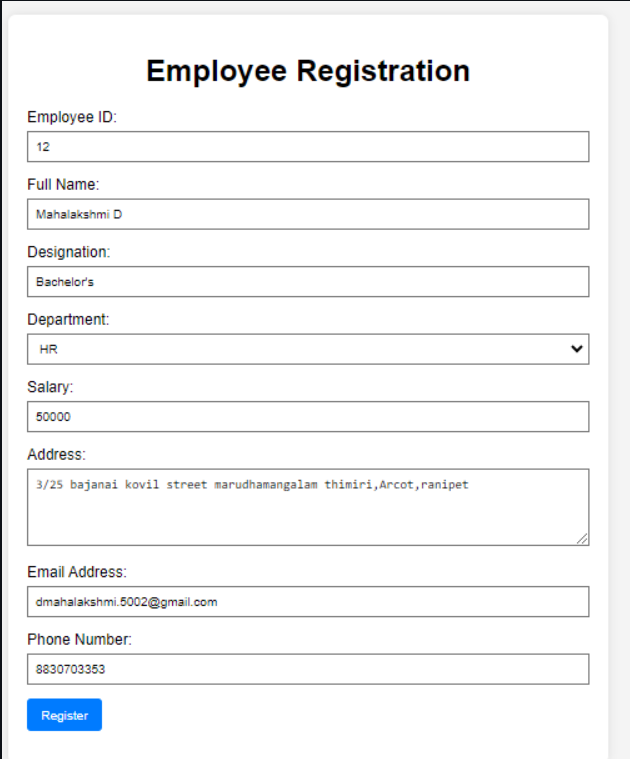 Employee Registration
Employee ID:
12
Full Name:
Mahalakshmi D
Designation:
Bachelor's
Department:
HR
Salary:
50000
Address:
3/25 bajanai kovil street marudhamangalam thimiri,Arcot,ranipet
Email Address:
dmahalakshmi.5002@gmail.com
Phone Number:
8830703353
Register